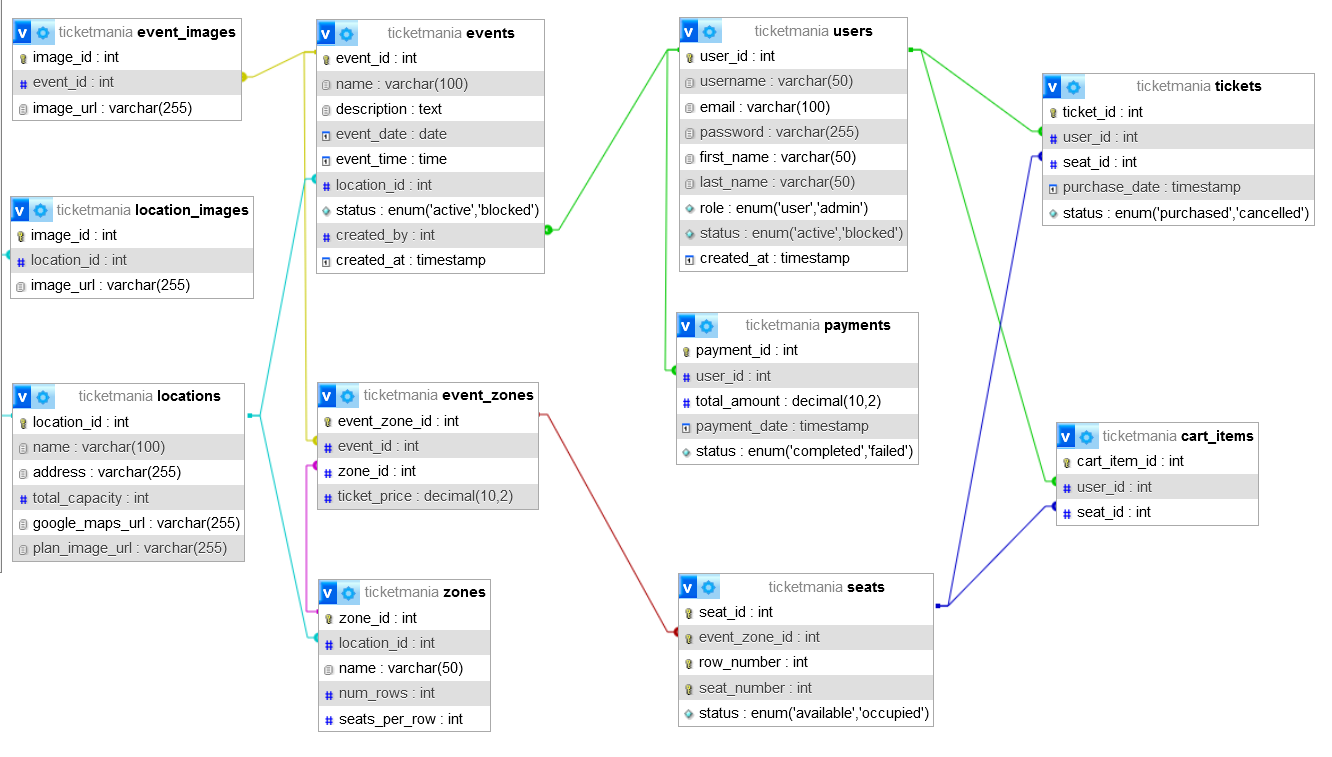 v ticketmania event_images
image_id : int
# event_id : int
image_url : varchar(255)
v ticketmania location_images
image_id : int
# location_id : int
image_url : varchar(255)
v ticketmania locations
location_id : int
name : varchar(100)
address : varchar(255)
# total_capacity : int
google_maps_url : varchar(255)
plan_image_url : varchar(255)
v ticketmania events
event_id : int
name : varchar(100)
description : text
event_date : date
event_time : time
# location_id : int
status : enum('active','blocked')
# created_by : int
created_at : timestamp
v ticketmania event_zones
event_zone_id : int
# event_id : int
# zone_id : int
# ticket_price : decimal(10,2)
v ticketmania zones
zone_id : int
# location_id : int
name : varchar(50)
# num_rows : int
# seats_per_row : int
v ticketmania users
user_id : int
username : varchar(50)
email : varchar(100)
password : varchar(255)
first_name : varchar(50)
last_name : varchar(50)
role : enum('user','admin')
status : enum('active','blocked')
created_at : timestamp
v ticketmania payments
payment_id : int
# user_id : int
# total_amount : decimal(10,2)
payment_date : timestamp
status : enum('completed','failed')
v ticketmania seats
seat_id : int
event_zone_id : int
row_number : int
seat_number : int
status : enum('available','occupied')
v ticketmania tickets
ticket_id : int
# user_id : int
# seat_id : int
purchase_date : timestamp
status : enum('purchased','cancelled')
v ticketmania cart_items
cart_item_id : int
# user_id : int
# seat_id : int